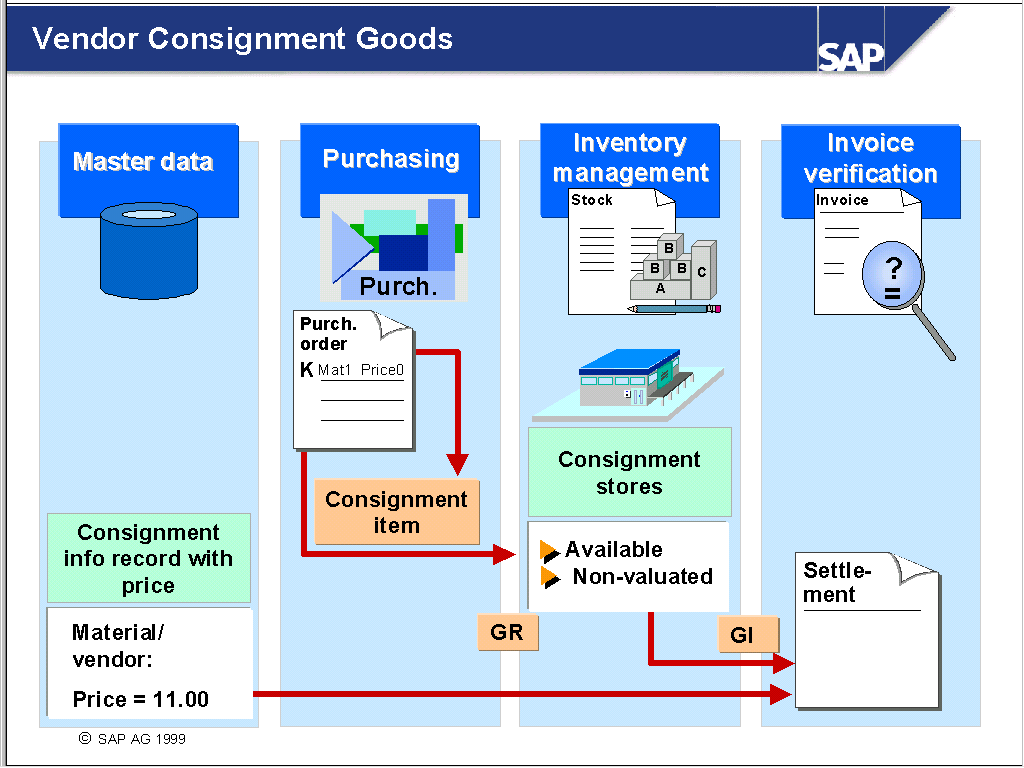 Vendor Consignment Goods
SAP
Master data
Purchasing
Inventory
management
Invoice
verification
Stock
B
B B C
A
Invoice
?
=
Purch.
Purch.
order
K Mat1 Price0
Consignment
item
Consignment
stores
Available
Non-valuated
Consignment
info record with
price
Material/
vendor:
Price = 11.00
GR
GI
Settle-
ment
© SAP AG 1999